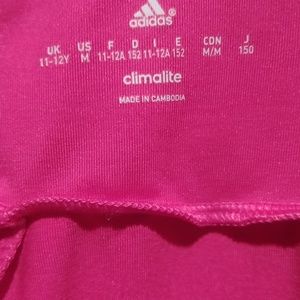 adidas®
UK US F D I E CON J
11-12Y M 11-12A 152 11-12A 152 M/M 150
climalite
MADE IN CAMBODIA